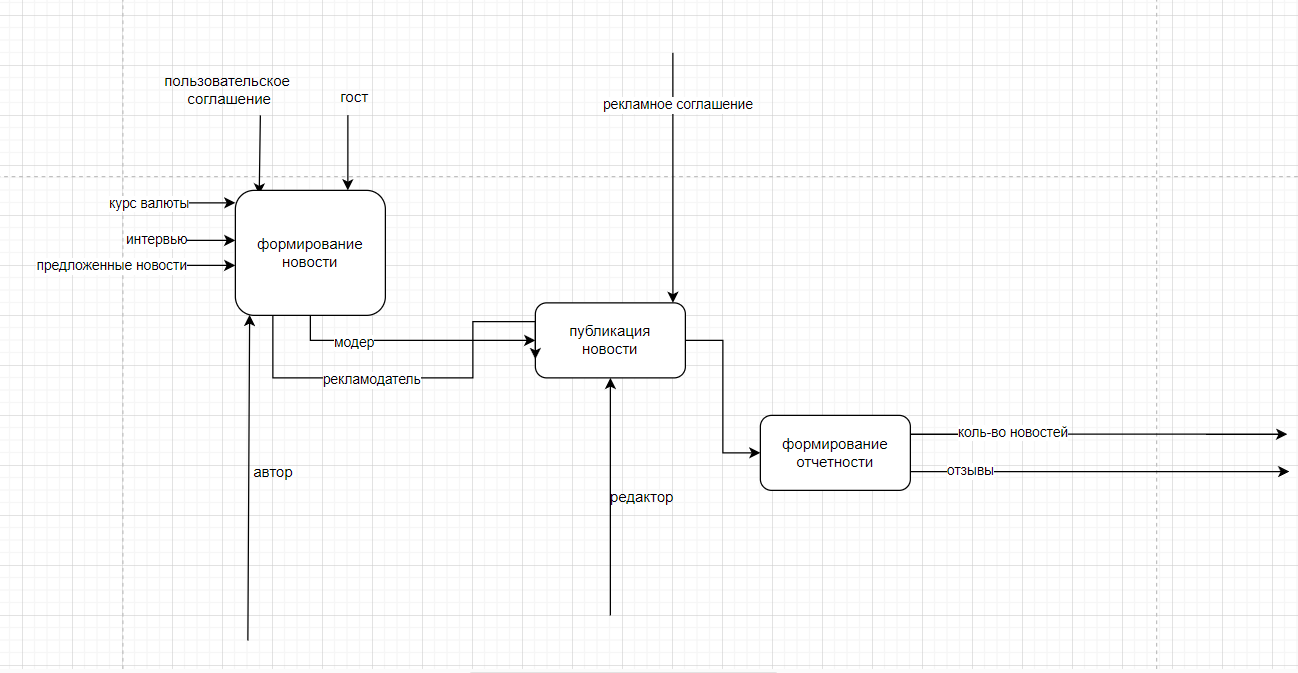 пользовательское
соглашение
гост
рекламное соглашение
курс валюты
интервью
предложенные новости
формирование
новости
модер
рекламодатель
публикация
новости
автор
редактор
формирование
отчетности
коль-во новостей
отзывы